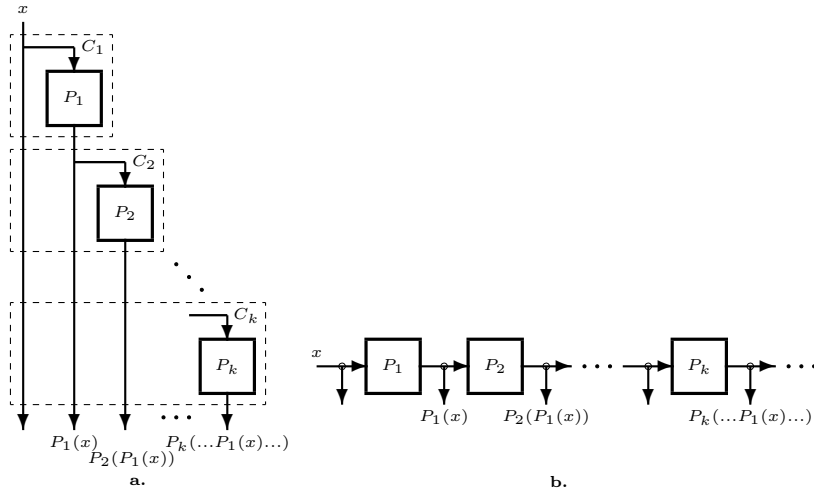 x
C_1
P_1
C_2
P_2
C_k
P_k
P_1(x)
P_2(P_1(x))
P_k(...P_1(x)...)
a.
x
P_1
P_2
P_k
P_1(x)
P_2(P_1(x))
P_k(...P_1(x)...)
b.